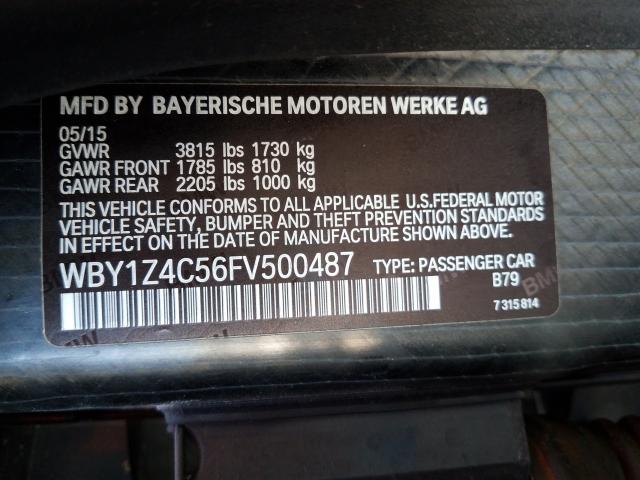 MFD BY BAYERISCHE MOTOREN WERKE AG
05/15
GVWR 3815 lbs 1730 kg
GAWR FRONT 1785 lbs 810 kg
GAWR REAR 2205 lbs 1000 kg
THIS VEHICLE CONFORMS TO ALL APPLICABLE U.S.FEDERAL MOTOR
VEHICLE SAFETY, BUMPER AND THEFT PREVENTION STANDARDS
IN EFFECT ON THE DATE OF MANUFACTURE SHOWN ABOVE.
WBY1Z4C56FV500487 TYPE: PASSENGER CAR
B79
7 315 814